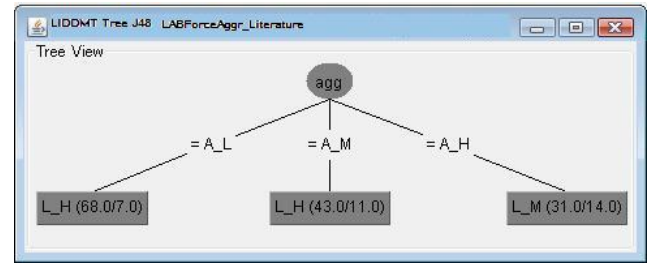 LIDDMT Tree J48 LABForceAggr_Literature
Tree View
agg
= A_L = A_M = A_H
L_H (68.0/7.0) L_H (43.0/11.0) L_M (31.0/14.0)